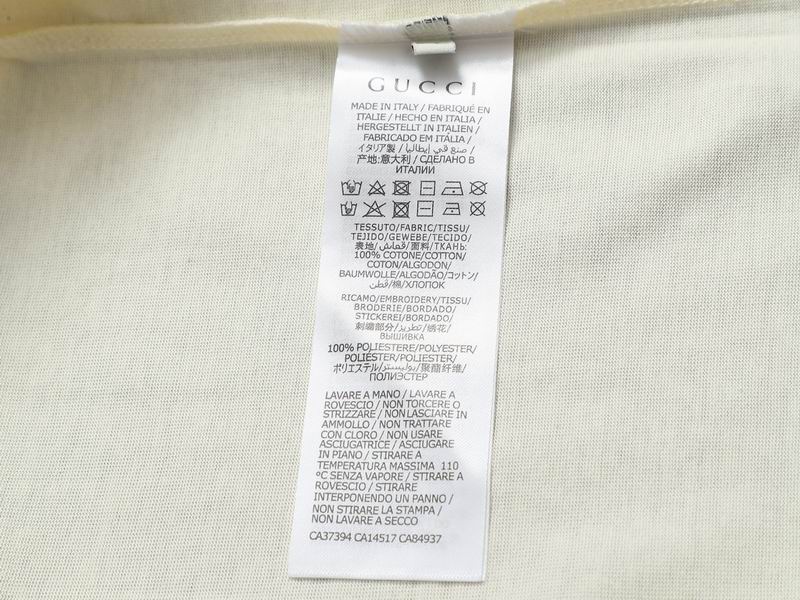 GUCCI
MADE IN ITALY / FABRIQUÉ EN
ITALIE / HECHO EN ITALIA /
HERGESTELLT IN ITALIEN /
FABRICADO EM ITÁLIA /
イタリア製 / صنع في إيطاليا /
产地:意大利 / СДЕЛАНО В
ИТАЛИИ
TESSUTO/FABRIC/TISSU/
TEJIDO/GEWEBE/TECIDO/
表地/قماش/面料/ТКАНЬ:
100% COTONE/COTTON/
COTON/ALGODON/
BAUMWOLLE/ALGODÃO/コットン/
قطن/棉/ХЛОПОК
RICAMO/EMBROIDERY/TISSU/
BRODERIE/BORDADO/
STICKEREI/BORDADO/
刺繍部分/تطريز/绣花/
ВЫШИВКА
100% POLIESTERE/POLYESTER/
POLIÉSTER/POLIESTER/
ポリエステル/بوليستر/聚酯纤维/
ПОЛИЭСТЕР
LAVARE A MANO / LAVARE A
ROVESCIO / NON TORCERE O
STRIZZARE / NON LASCIARE IN
AMMOLLO / NON TRATTARE
CON CLORO / NON USARE
ASCIUGATRICE / ASCIUGARE
IN PIANO / STIRARE A
TEMPERATURA MASSIMA 110
°C SENZA VAPORE / STIRARE A
ROVESCIO / STIRARE
INTERPONENDO UN PANNO /
NON STIRARE LA STAMPA /
NON LAVARE A SECCO
CA37394 CA14517 CA84937